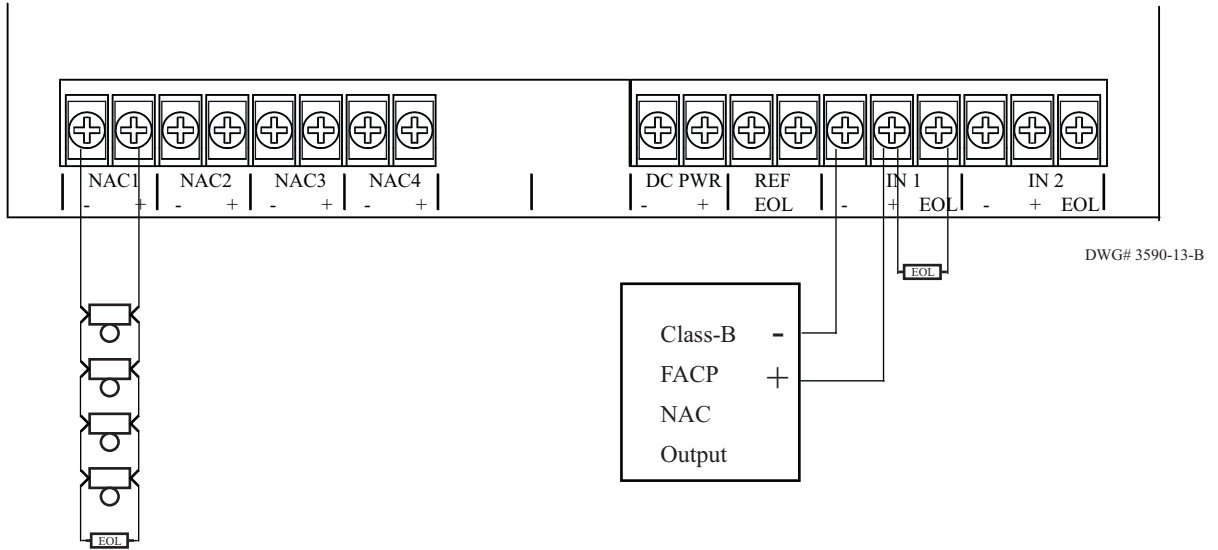 NAC1 NAC2 NAC3 NAC4 DC PWR REF IN 1 IN 2
- + - + - + - + - + EOL - + EOL - + EOL
DWG# 3590-13-B
EOL
Class-B -
FACP +
NAC
Output
EOL